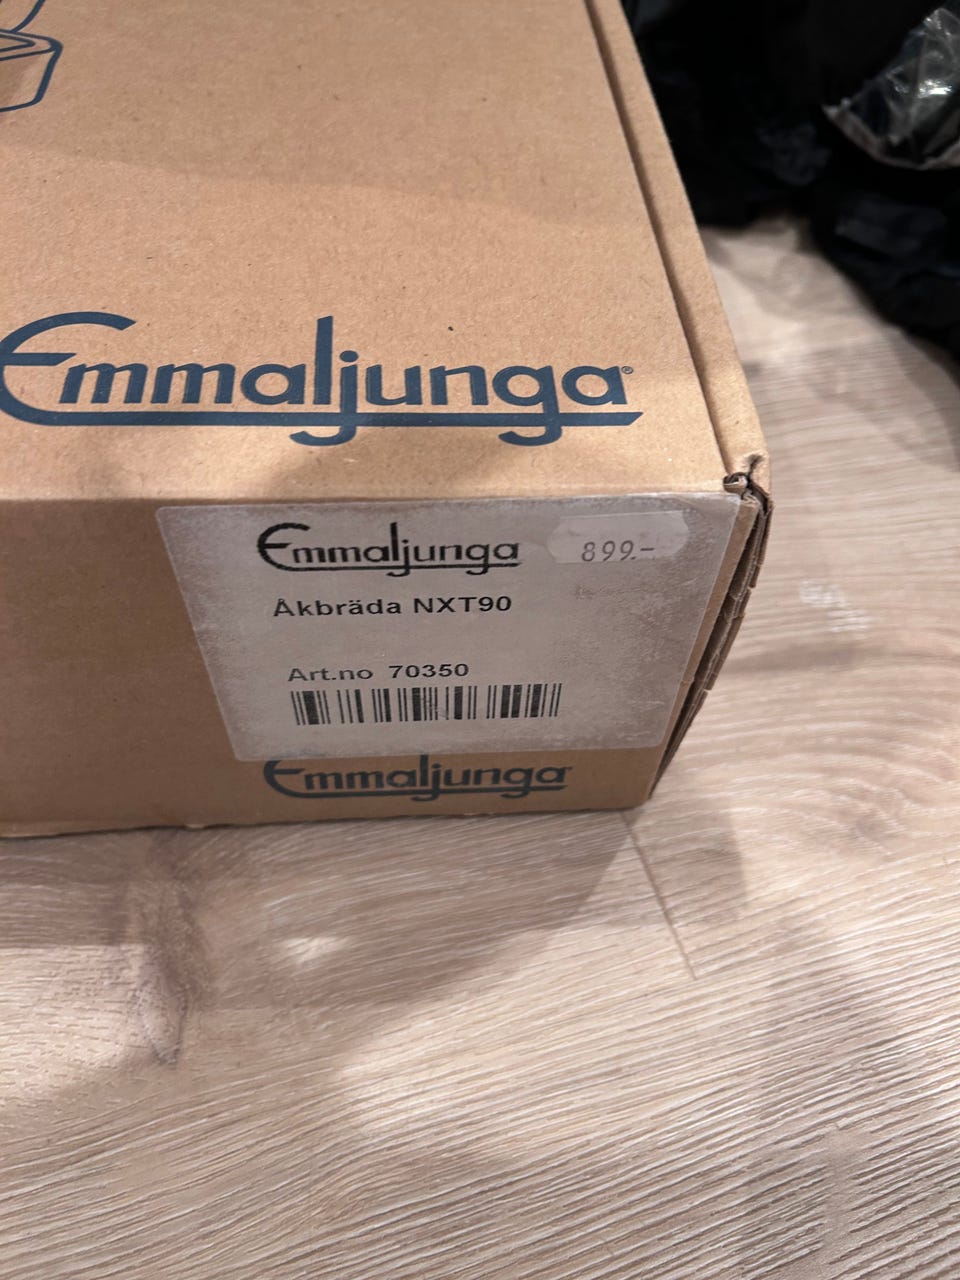 Emmaljunga®
Emmaljunga 899.-
Åkbräda NXT90
Art.no 70350
Emmaljunga